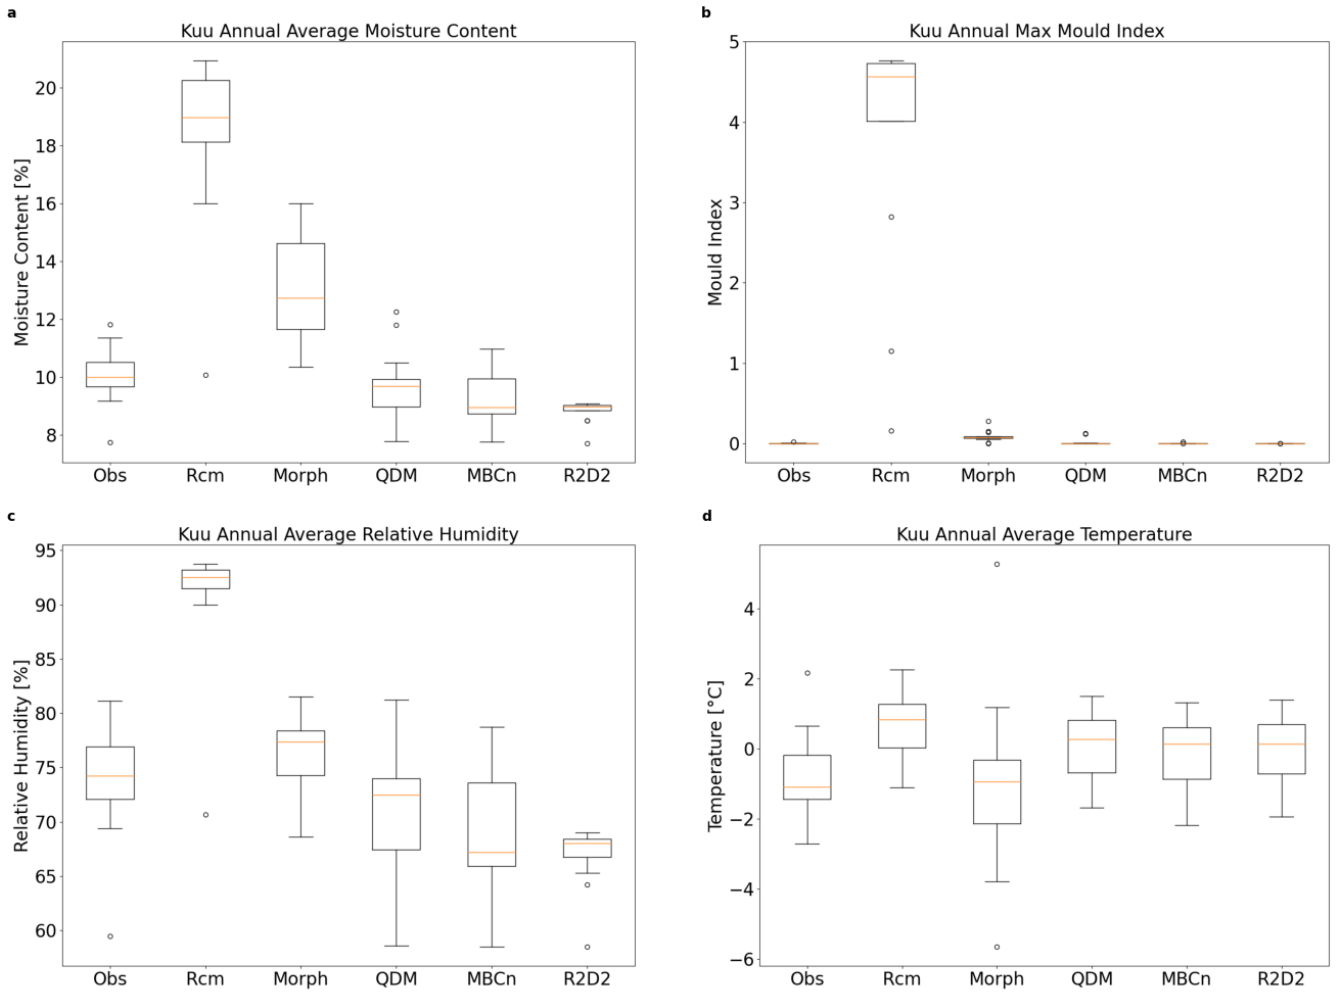 a
Kuu Annual Average Moisture Content
Moisture Content [%]
20
18
16
14
12
10
8
Obs Rcm Morph QDM MBCn R2D2
b
Kuu Annual Max Mould Index
Mould Index
5
4
3
2
1
0
Obs Rcm Morph QDM MBCn R2D2
c
Kuu Annual Average Relative Humidity
Relative Humidity [%]
95
90
85
80
75
70
65
60
Obs Rcm Morph QDM MBCn R2D2
d
Kuu Annual Average Temperature
Temperature [°C]
4
2
0
−2
−4
−6
Obs Rcm Morph QDM MBCn R2D2